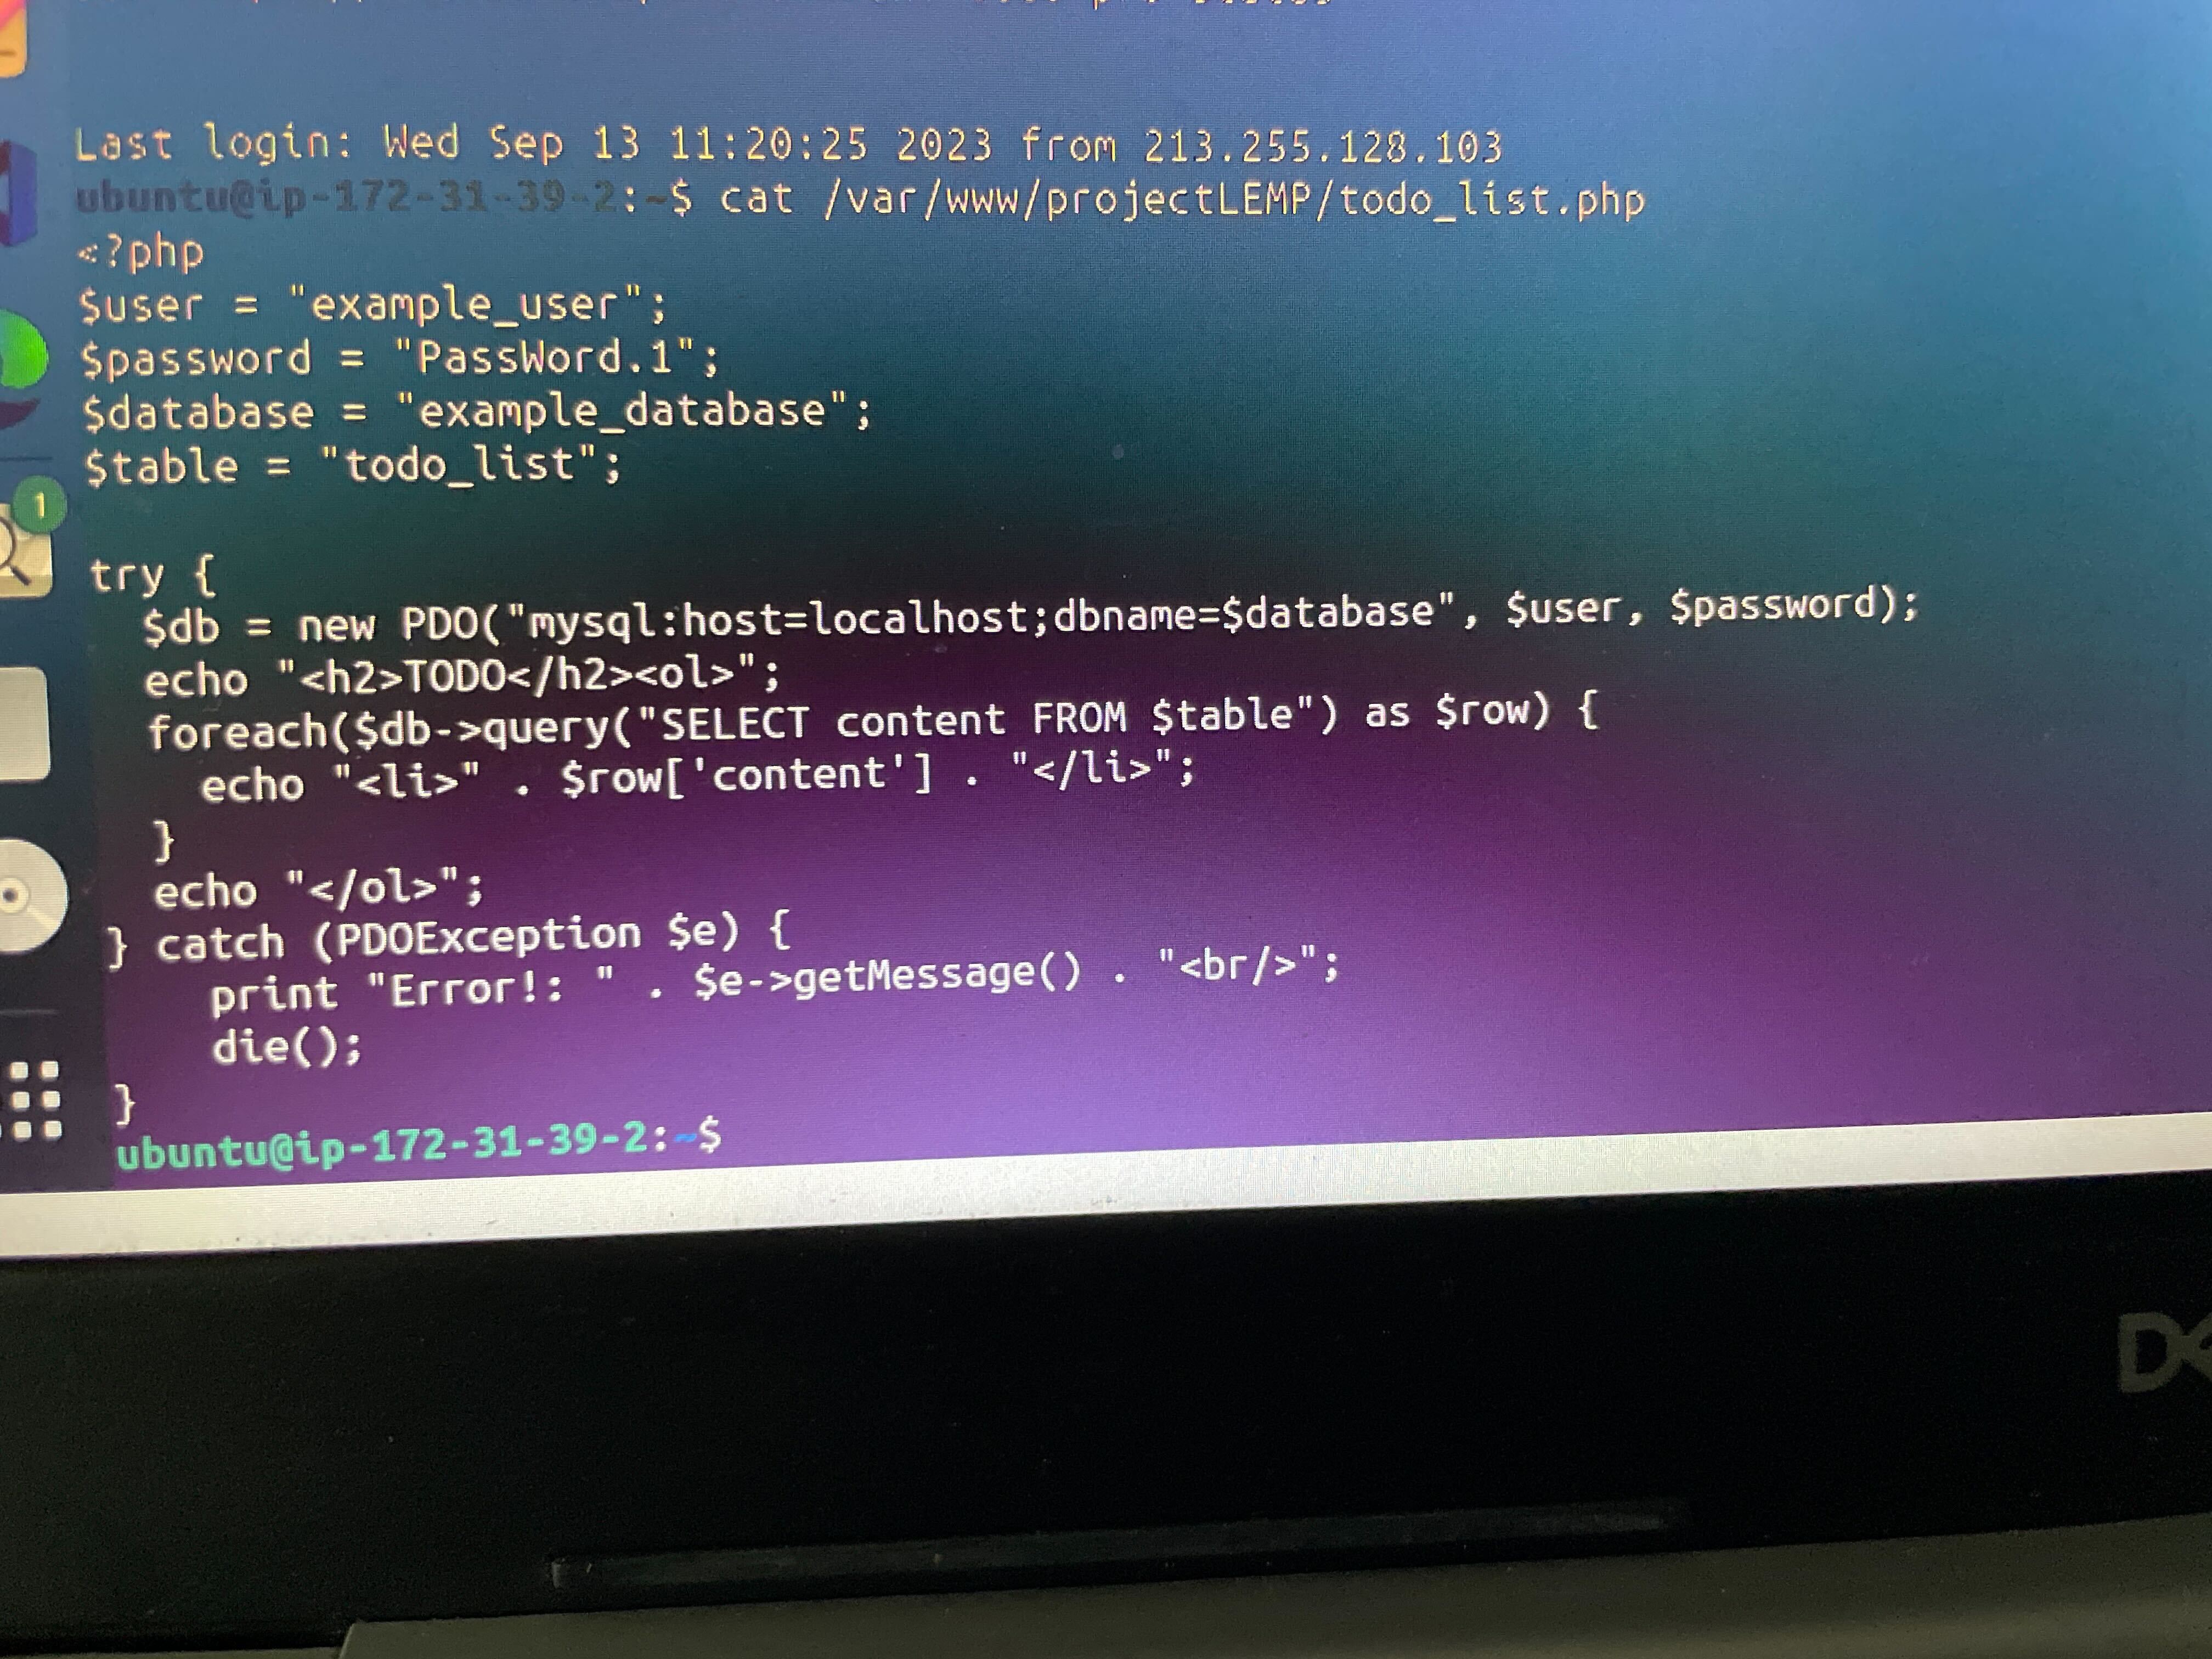 Last login: Wed Sep 13 11:20:25 2023 from 213.255.128.103
ubuntu@ip-172-31-39-2:~$ cat /var/www/projectLEMP/todo_list.php
<?php
$user = "example_user";
$password = "PassWord.1";
$database = "example_database";
$table = "todo_list";
1
try {
  $db = new PDO("mysql:host=localhost;dbname=$database", $user, $password);
  echo "<h2>TODO</h2><ol>";
  foreach($db->query("SELECT content FROM $table") as $row) {
    echo "<li>" . $row['content'] . "</li>";
  }
  echo "</ol>";
} catch (PDOException $e) {
    print "Error!: " . $e->getMessage() . "<br/>";
    die();
}
ubuntu@ip-172-31-39-2:~$